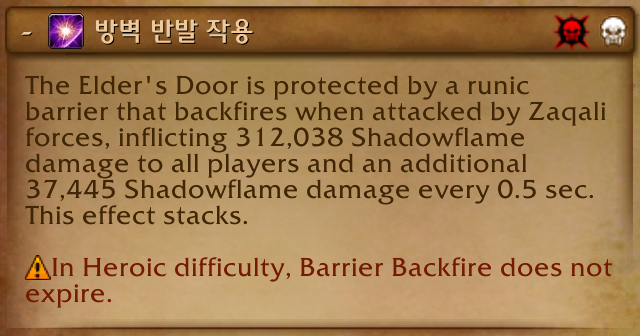 - 방벽 반발 작용
The Elder's Door is protected by a runic
barrier that backfires when attacked by Zaqali
forces, inflicting 312,038 Shadowflame
damage to all players and an additional
37,445 Shadowflame damage every 0.5 sec.
This effect stacks.
In Heroic difficulty, Barrier Backfire does not
expire.